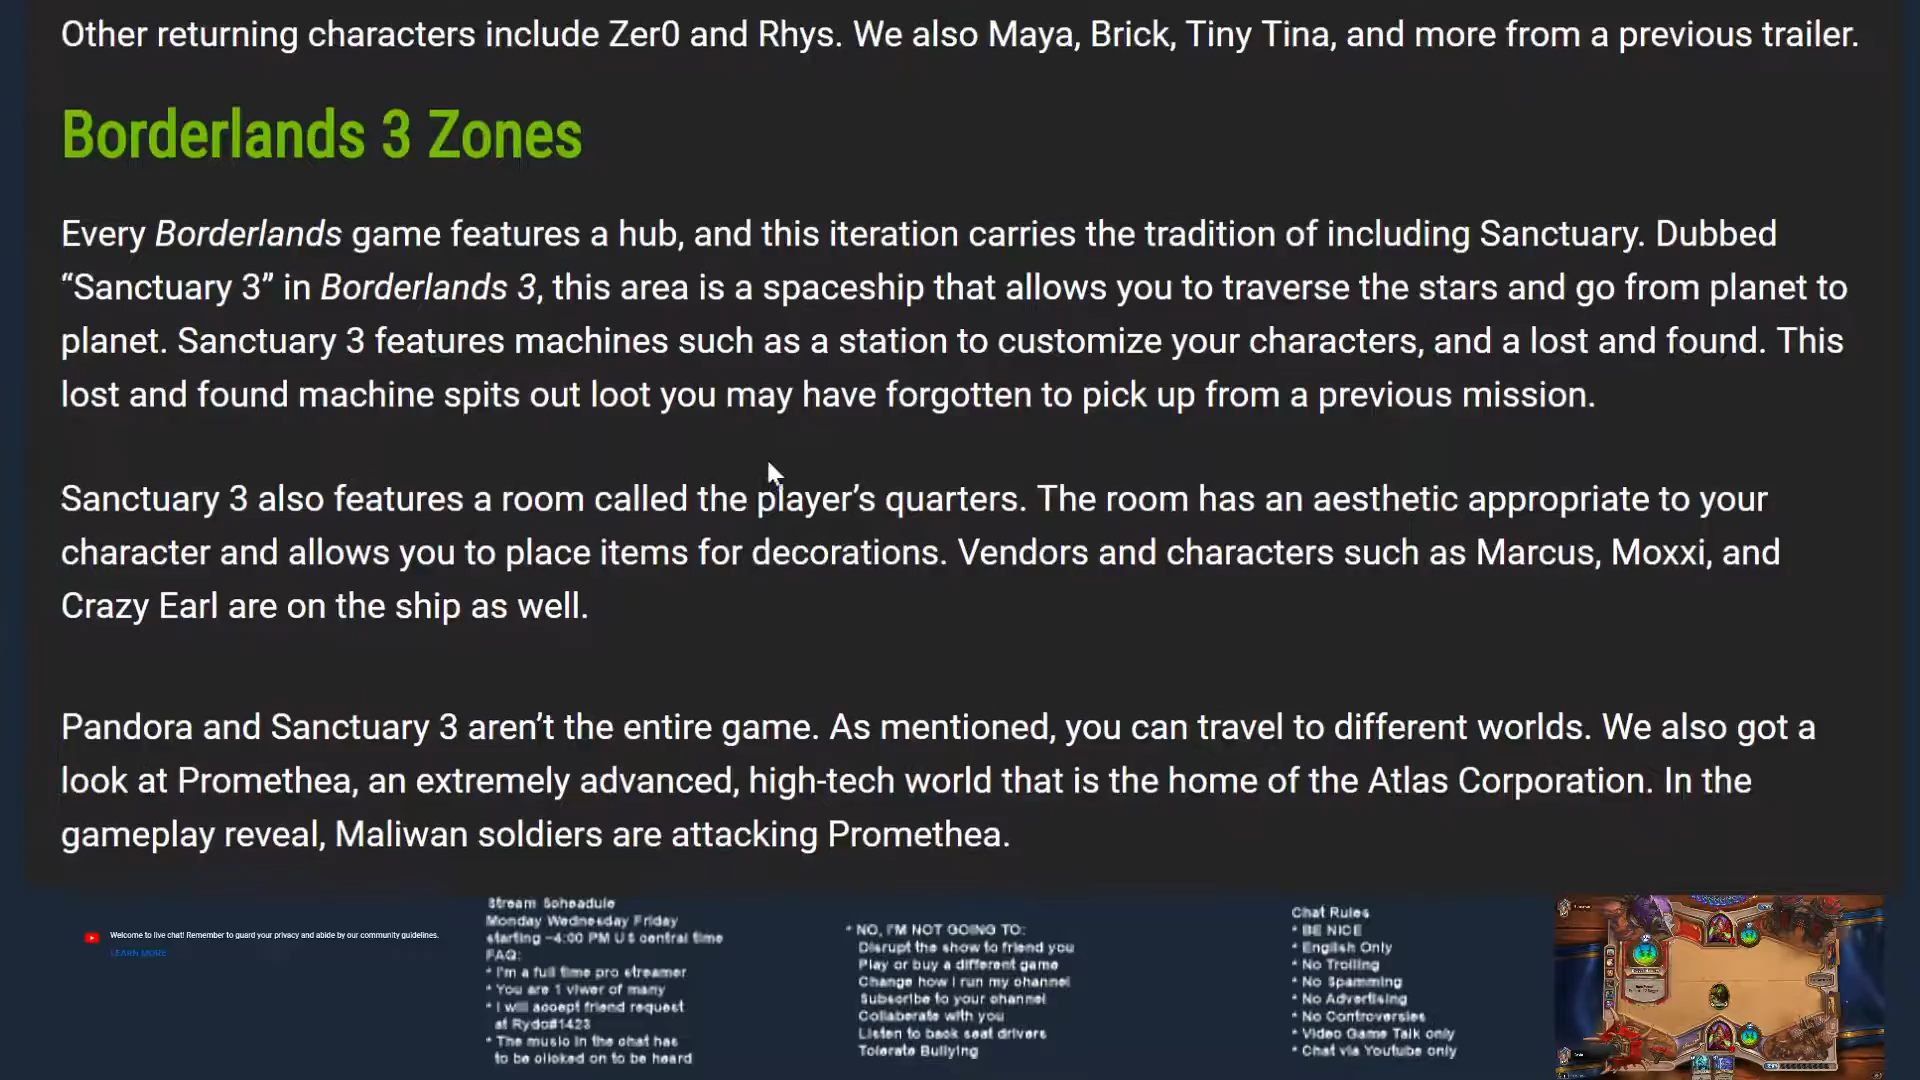 Other returning characters include Zer0 and Rhys. We also Maya, Brick, Tiny Tina, and more from a previous trailer.
Borderlands 3 Zones
Every Borderlands game features a hub, and this iteration carries the tradition of including Sanctuary. Dubbed
“Sanctuary 3” in Borderlands 3, this area is a spaceship that allows you to traverse the stars and go from planet to
planet. Sanctuary 3 features machines such as a station to customize your characters, and a lost and found. This
lost and found machine spits out loot you may have forgotten to pick up from a previous mission.
Sanctuary 3 also features a room called the player’s quarters. The room has an aesthetic appropriate to your
character and allows you to place items for decorations. Vendors and characters such as Marcus, Moxxi, and
Crazy Earl are on the ship as well.
Pandora and Sanctuary 3 aren’t the entire game. As mentioned, you can travel to different worlds. We also got a
look at Promethea, an extremely advanced, high-tech world that is the home of the Atlas Corporation. In the
gameplay reveal, Maliwan soldiers are attacking Promethea.
Welcome to live chat! Remember to guard your privacy and abide by our community guidelines.
LEARN MORE
Stream Scheadule
Monday Wednesday Friday
starting ~4:00 PM US central time
FAQ:
* I'm a full time pro streamer
* You are 1 viwer of many
* I will accept friend request
at Rydo#1423
* The music in the chat has
to be clicked on to be heard
* NO, I'M NOT GOING TO:
Disrupt the show to friend you
Play or buy a different game
Change how i run my channel
Subscribe to your channel
Collaberate with you
Listen to back seat drivers
Tolerate Bullying
Chat Rules
* BE NICE
* English Only
* No Trolling
* No Spamming
* No Advertising
* No Controversies
* Video Game Talk only
* Chat via Youtube only